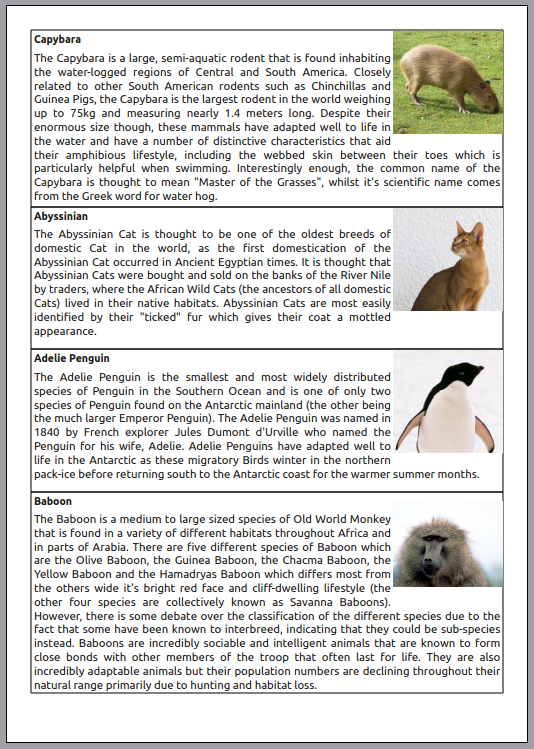 Capybara
The Capybara is a large, semi-aquatic rodent that is found inhabiting
the water-logged regions of Central and South America. Closely
related to other South American rodents such as Chinchillas and
Guinea Pigs, the Capybara is the largest rodent in the world weighing
up to 75kg and measuring nearly 1.4 meters long. Despite their
enormous size though, these mammals have adapted well to life in
the water and have a number of distinctive characteristics that aid
their amphibious lifestyle, including the webbed skin between their toes which is
particularly helpful when swimming. Interestingly enough, the common name of the
Capybara is thought to mean "Master of the Grasses", whilst it's scientific name comes
from the Greek word for water hog.
Abyssinian
The Abyssinian Cat is thought to be one of the oldest breeds of
domestic Cat in the world, as the first domestication of the
Abyssinian Cat occurred in Ancient Egyptian times. It is thought that
Abyssinian Cats were bought and sold on the banks of the River Nile
by traders, where the African Wild Cats (the ancestors of all domestic
Cats) lived in their native habitats. Abyssinian Cats are most easily
identified by their "ticked" fur which gives their coat a mottled
appearance.
Adelie Penguin
The Adelie Penguin is the smallest and most widely distributed
species of Penguin in the Southern Ocean and is one of only two
species of Penguin found on the Antarctic mainland (the other being
the much larger Emperor Penguin). The Adelie Penguin was named in
1840 by French explorer Jules Dumont d'Urville who named the
Penguin for his wife, Adelie. Adelie Penguins have adapted well to
life in the Antarctic as these migratory Birds winter in the northern
pack-ice before returning south to the Antarctic coast for the warmer summer months.
Baboon
The Baboon is a medium to large sized species of Old World Monkey
that is found in a variety of different habitats throughout Africa and
in parts of Arabia. There are five different species of Baboon which
are the Olive Baboon, the Guinea Baboon, the Chacma Baboon, the
Yellow Baboon and the Hamadryas Baboon which differs most from
the others wide it's bright red face and cliff-dwelling lifestyle (the
other four species are collectively known as Savanna Baboons).
However, there is some debate over the classification of the different species due to the
fact that some have been known to interbreed, indicating that they could be sub-species
instead. Baboons are incredibly sociable and intelligent animals that are known to form
close bonds with other members of the troop that often last for life. They are also
incredibly adaptable animals but their population numbers are declining throughout their
natural range primarily due to hunting and habitat loss.